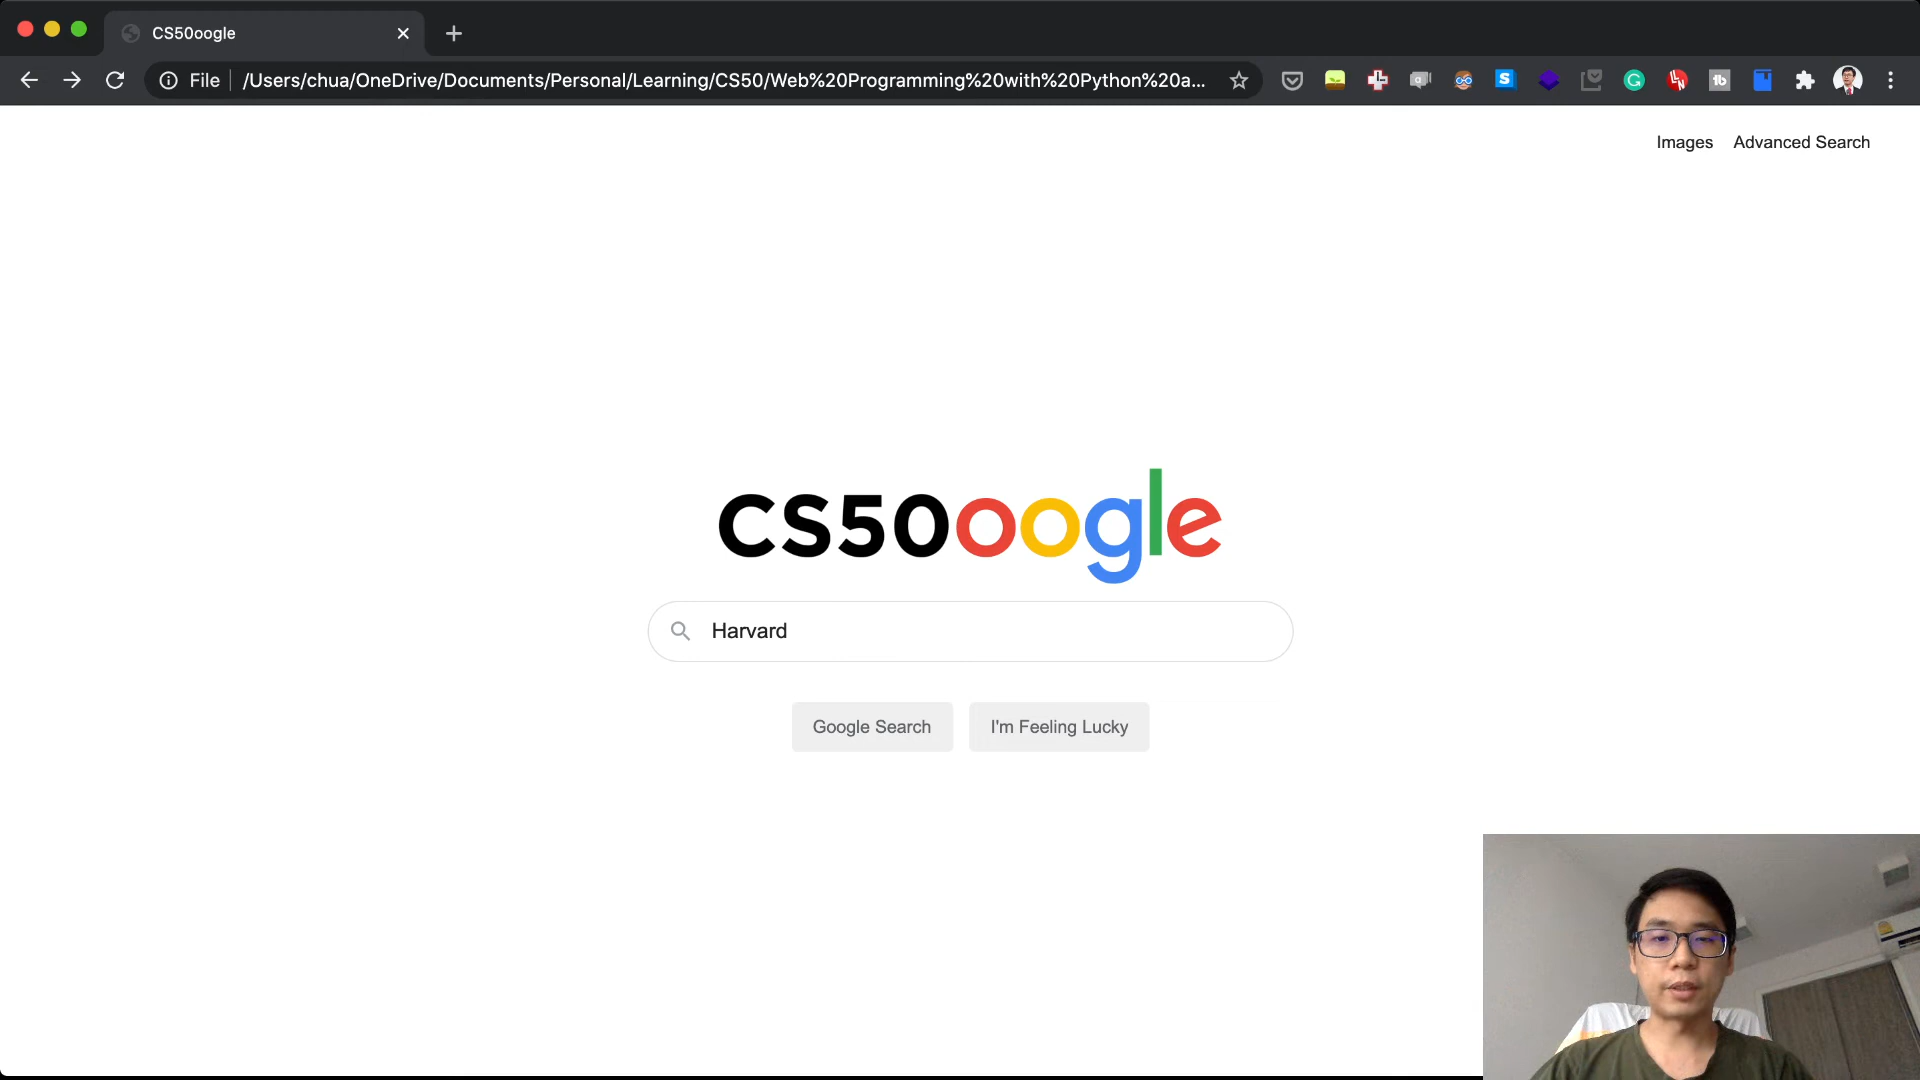 CS50oogle
File /Users/chua/OneDrive/Documents/Personal/Learning/CS50/Web%20Programming%20with%20Python%20a...
Images Advanced Search
CS50oogle
Harvard
Google Search I'm Feeling Lucky